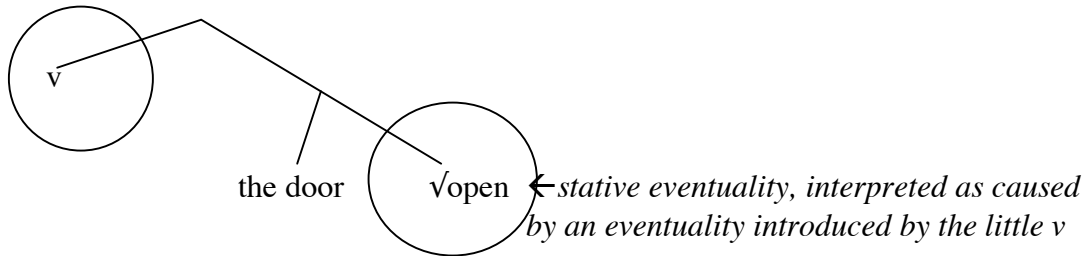 v
the door √open ←stative eventuality, interpreted as caused
by an eventuality introduced by the little v